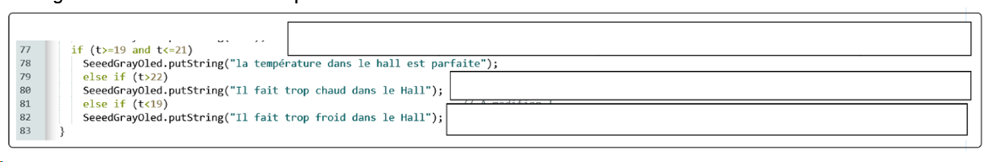 77 if (t>=19 and t<=21)
78 SeeedGrayOled.putString("la température dans le hall est parfaite");
79 else if (t>22)
80 SeeedGrayOled.putString("Il fait trop chaud dans le Hall");
81 else if (t<19)
82 SeeedGrayOled.putString("Il fait trop froid dans le Hall");
83 }